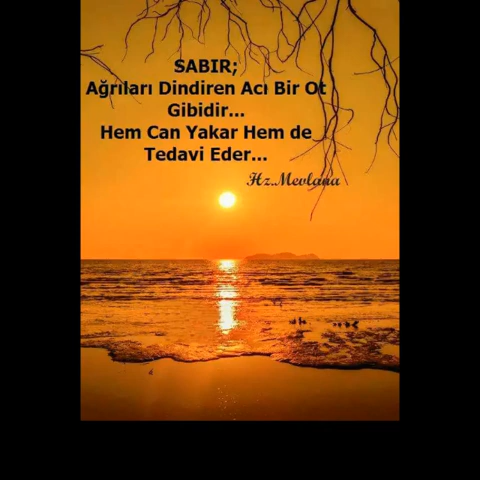 SABIR;
Ağrıları Dindiren Acı Bir Ot
Gibidir...
Hem Can Yakar Hem de
Tedavi Eder...
Hz..Mevlana